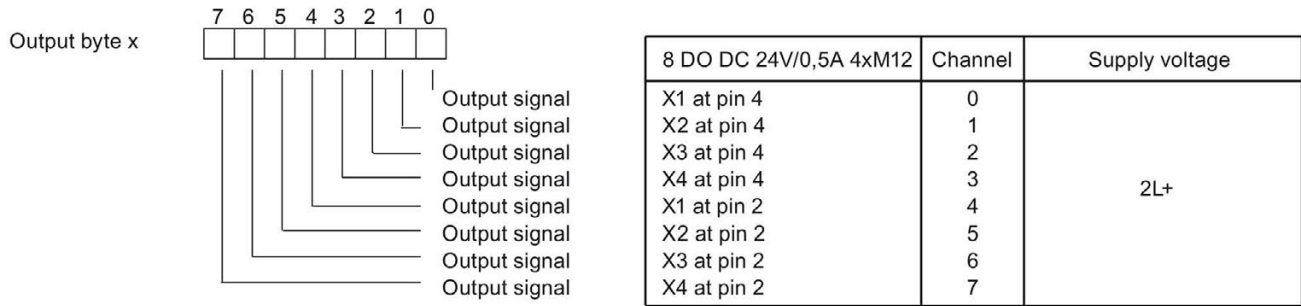 7 6 5 4 3 2 1 0
Output byte x
8 DO DC 24V/0,5A 4xM12 Channel Supply voltage
Output signal X1 at pin 4 0
Output signal X2 at pin 4 1
Output signal X3 at pin 4 2
Output signal X4 at pin 4 3
2L+
Output signal X1 at pin 2 4
Output signal X2 at pin 2 5
Output signal X3 at pin 2 6
Output signal X4 at pin 2 7